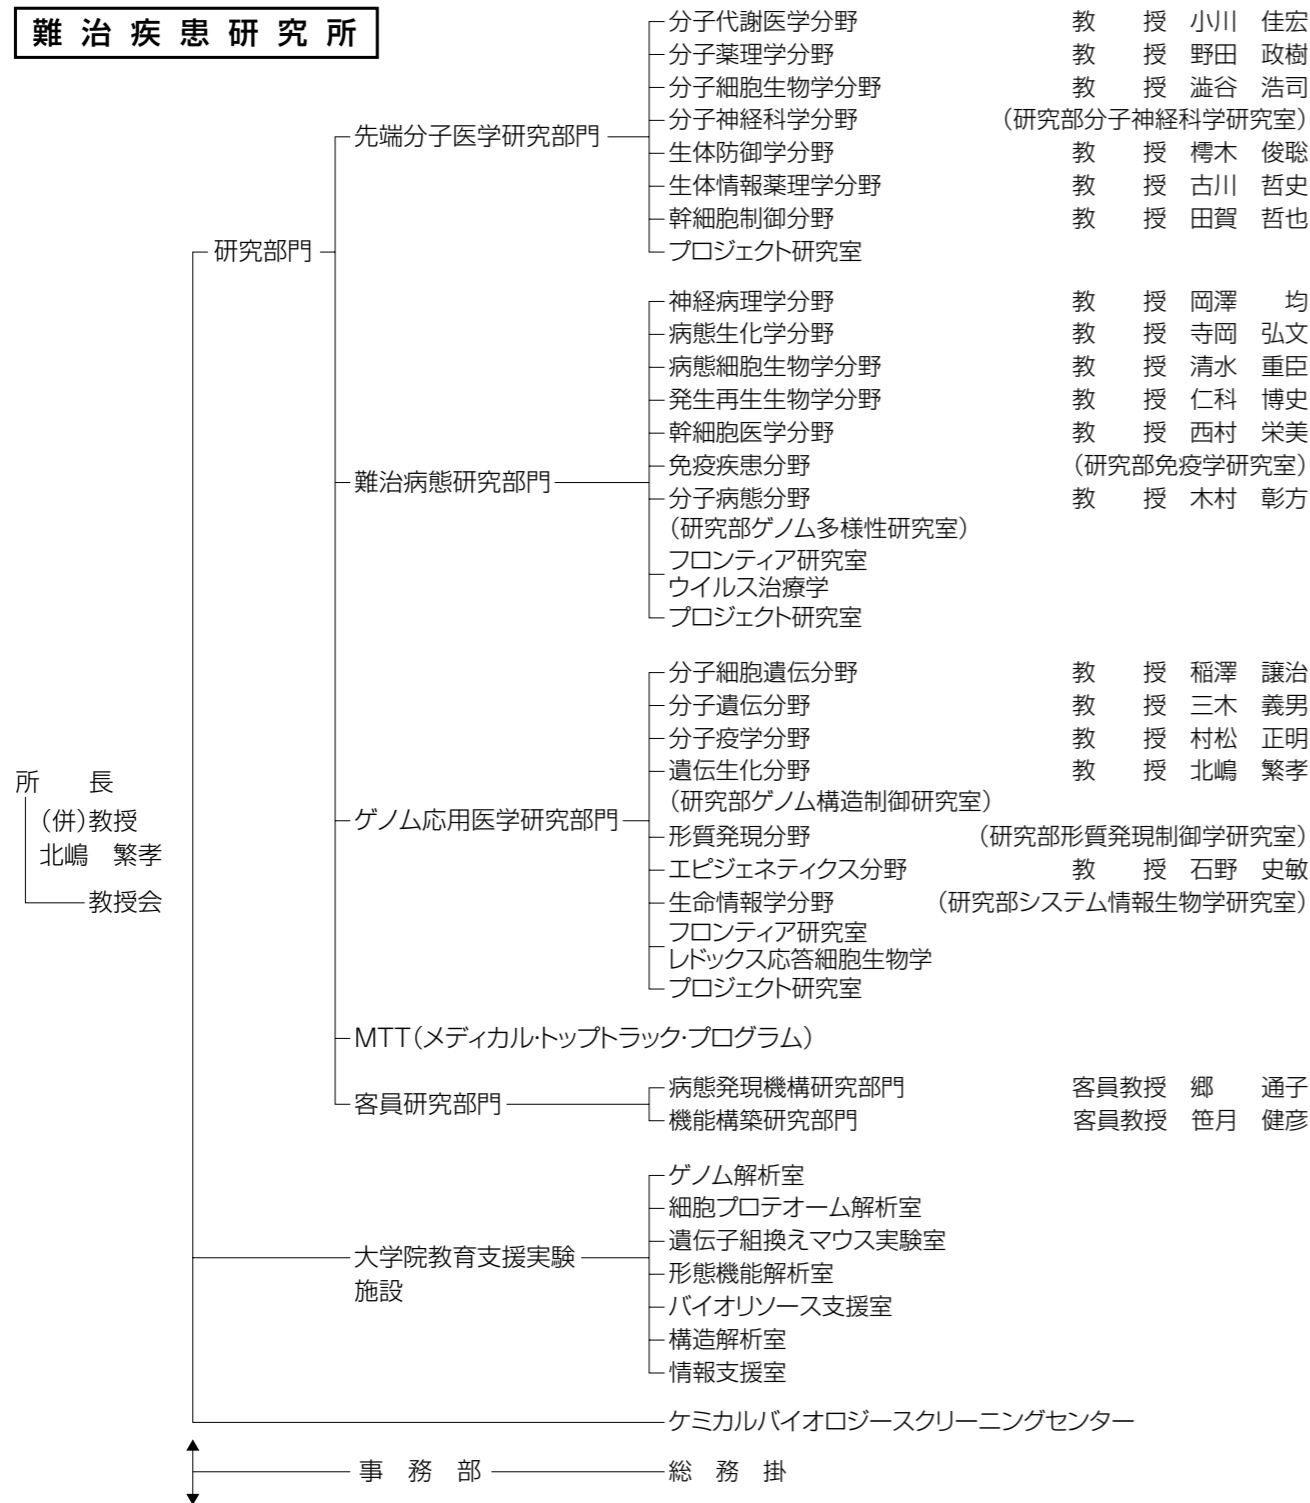 難治疾患研究所
所　長
(併)教授
北嶋　繁孝
教授会
研究部門
先端分子医学研究部門
分子代謝医学分野　教　授　小川　佳宏
分子薬理学分野　教　授　野田　政樹
分子細胞生物学分野　教　授　澁谷　浩司
分子神経科学分野　（研究部分子神経科学研究室）
生体防御学分野　教　授　樗木　俊聡
生体情報薬理学分野　教　授　古川　哲史
幹細胞制御分野　教　授　田賀　哲也
プロジェクト研究室
難治病態研究部門
神経病理学分野　教　授　岡澤　均
病態生化学分野　教　授　寺岡　弘文
病態細胞生物学分野　教　授　清水　重臣
発生再生生物学分野　教　授　仁科　博史
幹細胞医学分野　教　授　西村　栄美
免疫疾患分野　（研究部免疫学研究室）
分子病態分野　教　授　木村　彰方
（研究部ゲノム多様性研究室）
フロンティア研究室
ウイルス治療学
プロジェクト研究室
ゲノム応用医学研究部門
分子細胞遺伝分野　教　授　稲澤　譲治
分子遺伝分野　教　授　三木　義男
分子疫学分野　教　授　村松　正明
遺伝生化分野　教　授　北嶋　繁孝
（研究部ゲノム構造制御研究室）
形質発現分野　（研究部形質発現制御学研究室）
エピジェネティクス分野　教　授　石野　史敏
生命情報学分野　（研究部システム情報生物学研究室）
フロンティア研究室
レドックス応答細胞生物学
プロジェクト研究室
MTT（メディカル・トップトラック・プログラム）
客員研究部門
病態発現機構研究部門　客員教授　郷　通子
機能構築研究部門　客員教授　笹月　健彦
大学院教育支援実験
施設
ゲノム解析室
細胞プロテオーム解析室
遺伝子組換えマウス実験室
形態機能解析室
バイオリソース支援室
構造解析室
情報支援室
ケミカルバイオロジースクリーニングセンター
事　務　部　総　務　掛